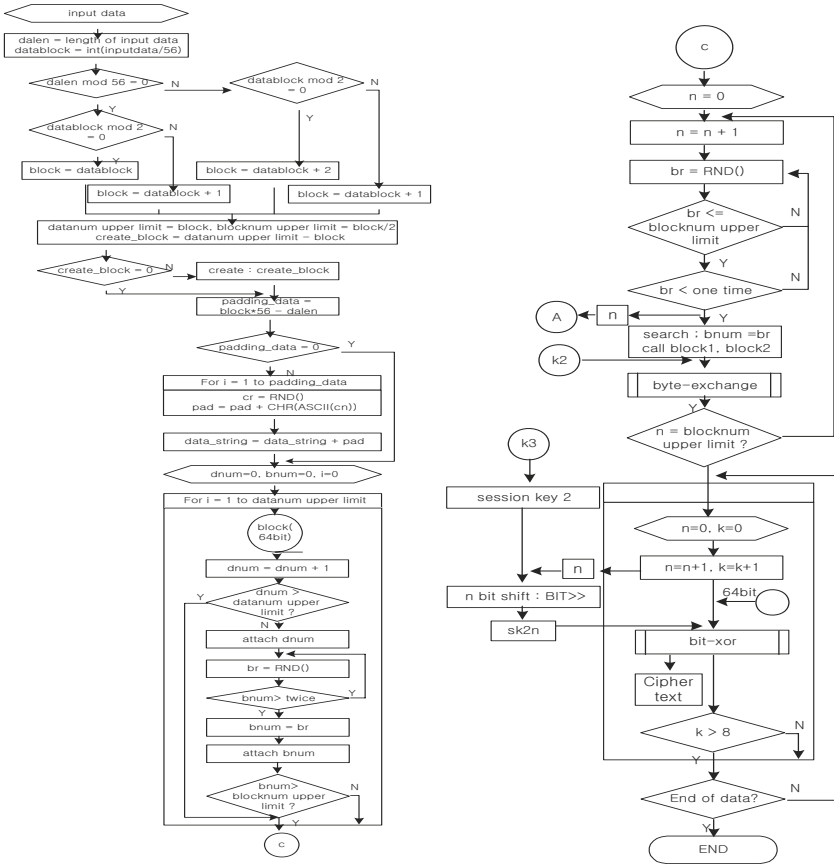 input data
dalen = length of input data
datablock = int(inputdata/56)
dalen mod 56 = 0
N
datablock mod 2
= 0
N
Y
Y
datablock mod 2
= 0
N
Y
block = datablock
block = datablock + 2
block = datablock + 1
block = datablock + 1
datanum upper limit = block, blocknum upper limit = block/2
create_block = datanum upper limit - block
create_block = 0
N
create : create_block
Y
padding_data =
block*56 - dalen
padding_data = 0
Y
N
For i = 1 to padding_data
cr = RND()
pad = pad + CHR(ASCII(cn))
data_string = data_string + pad
dnum=0, bnum=0, i=0
For i = 1 to datanum upper limit
block(
64bit)
dnum = dnum + 1
dnum >
datanum upper
limit ?
Y
N
attach dnum
br = RND()
bnum> twice
Y
Y
bnum = br
attach bnum
bnum>
blocknum upper
limit ?
N
Y
c
c
n = 0
n = n + 1
br = RND()
br <=
blocknum upper
limit
N
Y
br < one time
N
Y
A
n
search : bnum =br
call block1, block2
k2
byte-exchange
Y
n = blocknum
upper limit ?
k3
session key 2
n=0, k=0
n
n=n+1, k=k+1
n bit shift : BIT>>
64bit
sk2n
bit-xor
Cipher
text
k > 8
N
Y
End of data?
N
Y
END